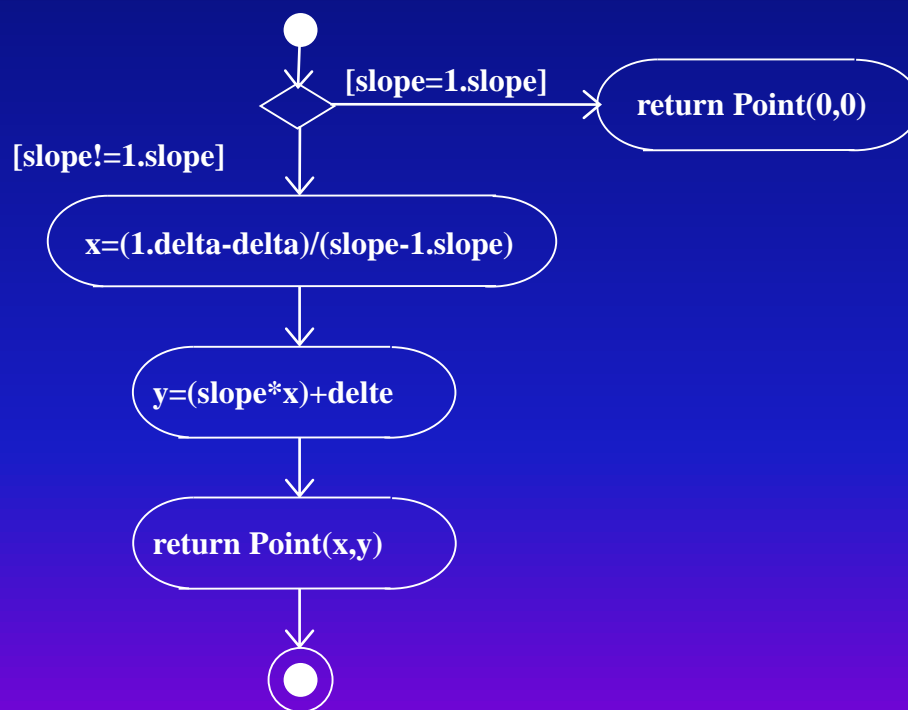 [slope=1.slope]
return Point(0,0)
[slope!=1.slope]
x=(1.delta-delta)/(slope-1.slope)
y=(slope*x)+delte
return Point(x,y)